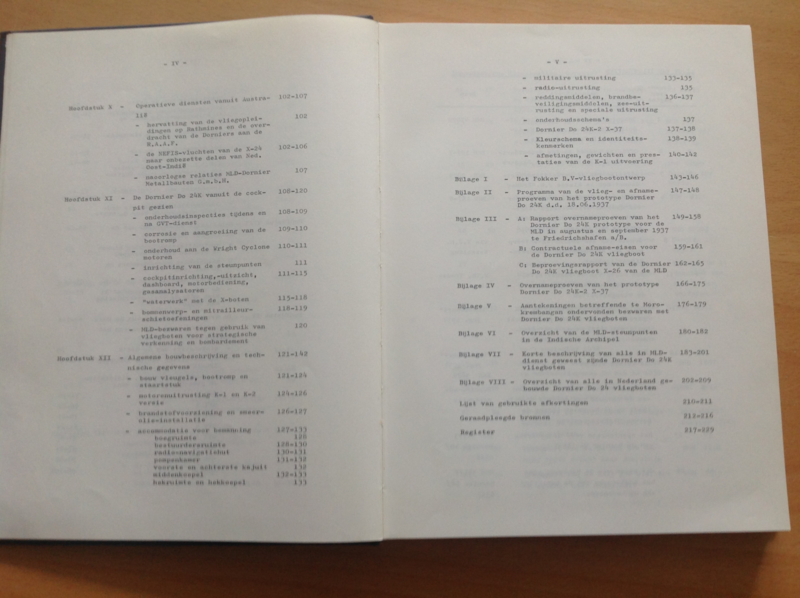 - IV -
Hoofdstuk X - Operatieve diensten vanuit Austra- 102-107
lië
- hervatting van de vliegoplei- 102
dingen op Rathmines en de over-
dracht van de Dorniers aan de
R.A.A.F.
- de NEFIS-vluchten van de X-24 102-106
naar onbezette delen van Ned.
Oost-Indië
- naoorlogse relaties MLD-Dornier
Metallbauten G.m.b.H.
Hoofdstuk XI - De Dornier Do 24K vanuit de cock- 108-120
pit gezien
- onderhoudsinspecties tijdens en 108-109
na GVT-dienst
- corrosie en aangroeiing van de 109-110
bootromp
- onderhoud aan de Wright Cyclone 110-111
motoren
- inrichting van de steunpunten 111
- cockpitinrichting,-uitzicht, 111-115
dashboard, motorbediening,
gasanalysatoren
- "waterwerk" met de X-boten 115-118
- bommenwerp- en mitrailleur- 118-119
schietoefeningen
- MLD-bezwaren tegen gebruik van 120
vliegboten voor strategische
verkenning en bombardement
Hoofdstuk XII - Algemene bouwbeschrijving en tech- 121-142
nische gegevens
- bouw vleugels, bootromp en 121-124
staartstuk
- motorenuitrusting K-1 en K-2 124-126
versie
- brandstofvoorziening en smeer- 126-127
olie-installatie
- accommodatie voor bemanning 127-133
boegruimte 128
bestuurdersruimte 128-130
radio-navigatiehut 130-131
pompenkamer 131-132
voorste en achterste kajuit 132
middenkoepel 132-133
hekruimte en hekkoepel 133
- V -
- militaire uitrusting 133-135
- radio-uitrusting 135
- reddingmiddelen, brandbe- 136-137
veiligingsmiddelen, zee-uit-
rusting en speciale uitrusting
- onderhoudsschema's 137
- Dornier Do 24K-2 X-37 137-138
- Kleurschema en identiteits- 138-139
kenmerken
- afmetingen, gewichten en pres- 140-142
taties van de K-1 uitvoering
Bijlage I - Het Fokker B.V-vliegbootontwerp 143-146
Bijlage II - Programma van de vlieg- en afname- 147-148
proeven van het prototype Dornier
Do 24K d.d. 18.06.1937
Bijlage III - A: Rapport overnameproeven van het 149-158
Dornier Do 24K prototype voor de
MLD in augustus en september 1937
te Friedrichshafen a/B.
B: Contractuele afname-eisen voor 159-161
de Dornier Do 24K vliegboot
C: Beproevingsrapport van de Dornier 162-165
Do 24K vliegboot X-26 van de MLD
Bijlage IV - Overnameproeven van het prototype 166-175
Dornier Do 24K-2 X-37
Bijlage V - Aantekeningen betreffende te Moro- 176-179
krembangan ondervonden bezwaren met
Dornier Do 24K vliegboten
Bijlage VI - Overzicht van de MLD-steunpunten 180-182
in de Indische Archipel
Bijlage VII - Korte beschrijving van alle in MLD- 183-201
dienst geweest zijnde Dornier Do 24K
vliegboten
Bijlage VIII - Overzicht van alle in Nederland ge- 202-209
bouwde Dornier Do 24 vliegboten
Lijst van gebruikte afkortingen 210-211
Geraadpleegde bronnen 212-216
Register 217-229